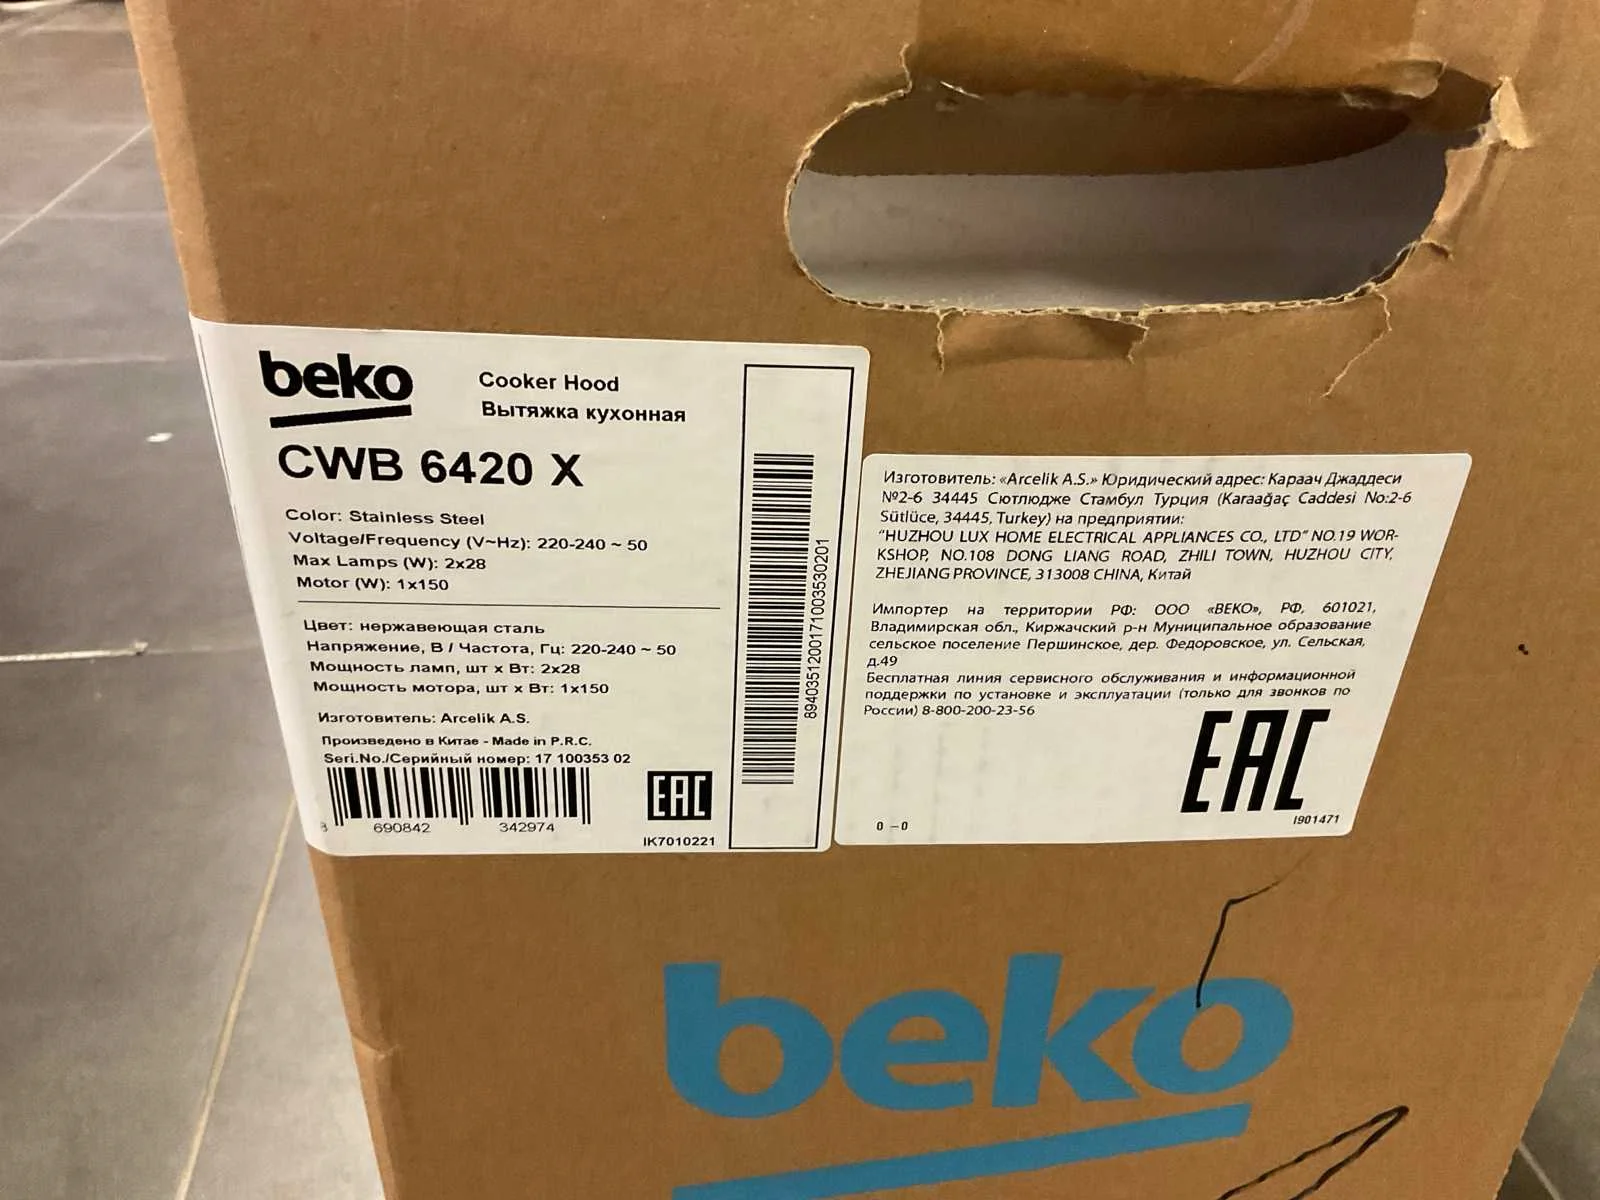 beko
Cooker Hood
Вытяжка кухонная
CWB 6420 X
Color: Stainless Steel
Voltage/Frequency (V~Hz): 220-240 ~ 50
Max Lamps (W): 2x28
Motor (W): 1x150
Цвет: нержавеющая сталь
Напряжение, В / Частота, Гц: 220-240 ~ 50
Мощность ламп, шт x Вт: 2x28
Мощность мотора, шт x Вт: 1x150
Изготовитель: Arcelik A.S.
Произведено в Китае - Made in P.R.C.
Seri.No./Серийный номер: 17 100353 02
8 690842 342974
EAC
IK7010221
8940351200171003530201
Изготовитель: «Arcelik A.S.» Юридический адрес: Караач Джаддеси
№2-6 34445 Сютлюдже Стамбул Турция (Karaağaç Caddesi No:2-6
Sütlüce, 34445, Turkey) на предприятии:
"HUZHOU LUX HOME ELECTRICAL APPLIANCES CO., LTD" NO.19 WOR-
KSHOP, NO.108 DONG LIANG ROAD, ZHILI TOWN, HUZHOU CITY,
ZHEJIANG PROVINCE, 313008 CHINA, Китай
Импортер на территории РФ: ООО «BEKO», РФ, 601021,
Владимирская обл., Киржачский р-н Муниципальное образование
сельское поселение Першинское, дер. Федоровское, ул. Сельская,
д.49
Бесплатная линия сервисного обслуживания и информационной
поддержки по установке и эксплуатации (только для звонков по
России) 8-800-200-23-56
EAC
I901471
0 –0
beko